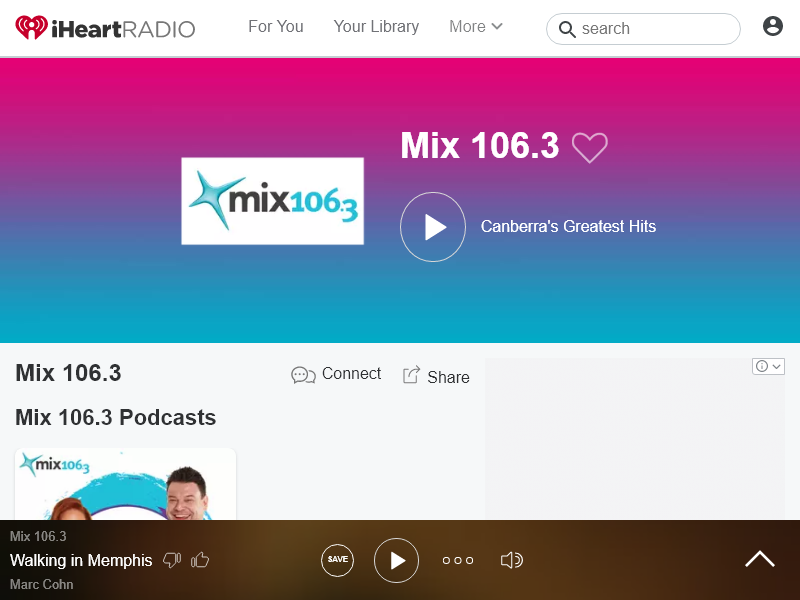 iHeartRADIO
For You
Your Library
More
search
Mix 106.3
mix106.3
Canberra's Greatest Hits
Mix 106.3
Connect
Share
Mix 106.3 Podcasts
mix106.3
Mix 106.3
Walking in Memphis
Marc Cohn
SAVE